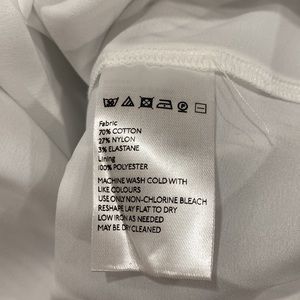 Fabric
70% COTTON
27% NYLON
3% ELASTANE
Lining
100% POLYESTER
MACHINE WASH COLD WITH
LIKE COLOURS
USE ONLY NON-CHLORINE BLEACH
RESHAPE LAY FLAT TO DRY
LOW IRON AS NEEDED
MAY BE DRY CLEANED